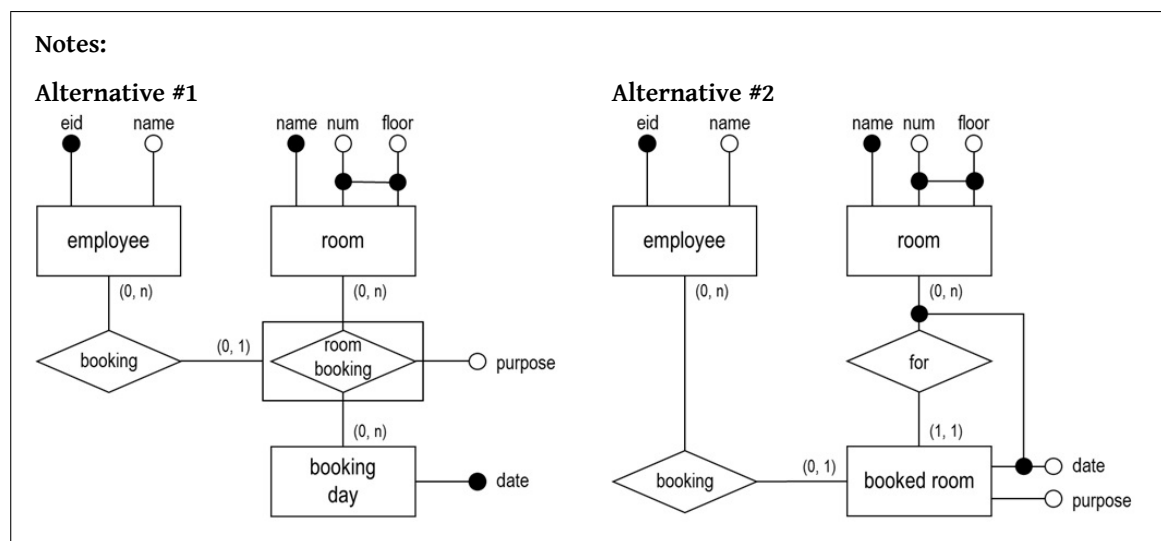 Notes:
Alternative #1
eid
name
name
num
floor
employee
room
(0, n)
(0, n)
booking
(0, 1)
room
booking
purpose
(0, n)
booking
day
date
Alternative #2
eid
name
name
num
floor
employee
room
(0, n)
(0, n)
for
(1, 1)
booking
(0, 1)
booked room
date
purpose